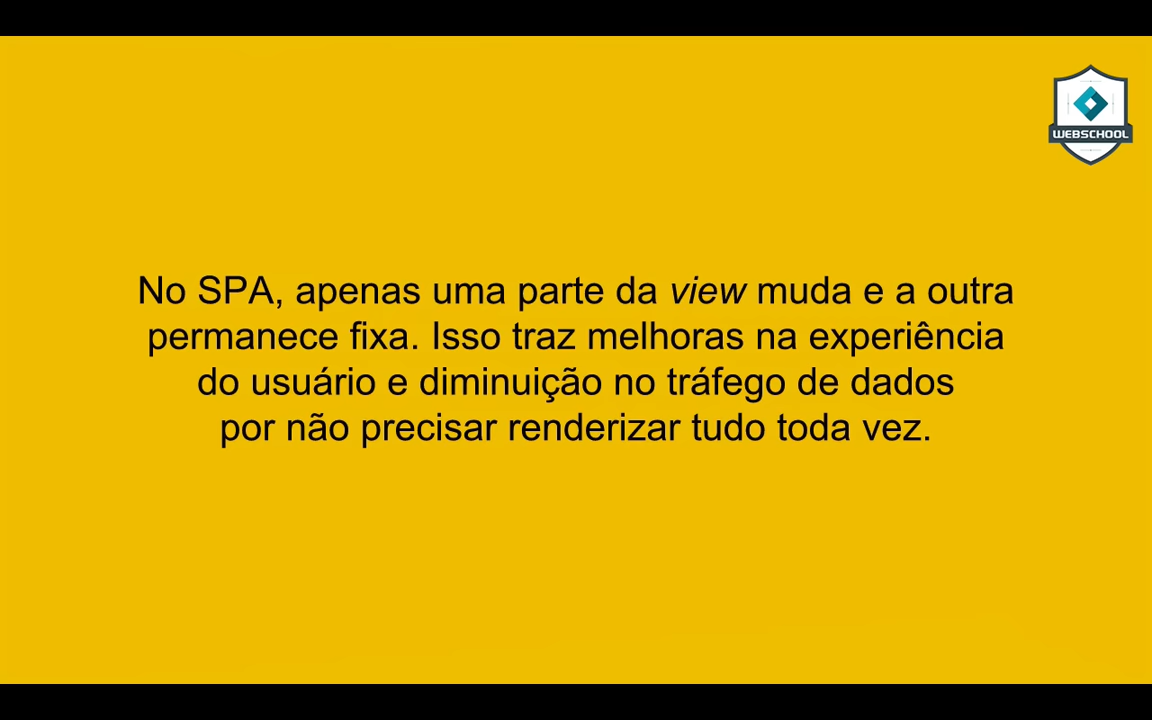 WEBSCHOOL
No SPA, apenas uma parte da view muda e a outra
permanece fixa. Isso traz melhoras na experiência
do usuário e diminuição no tráfego de dados
por não precisar renderizar tudo toda vez.